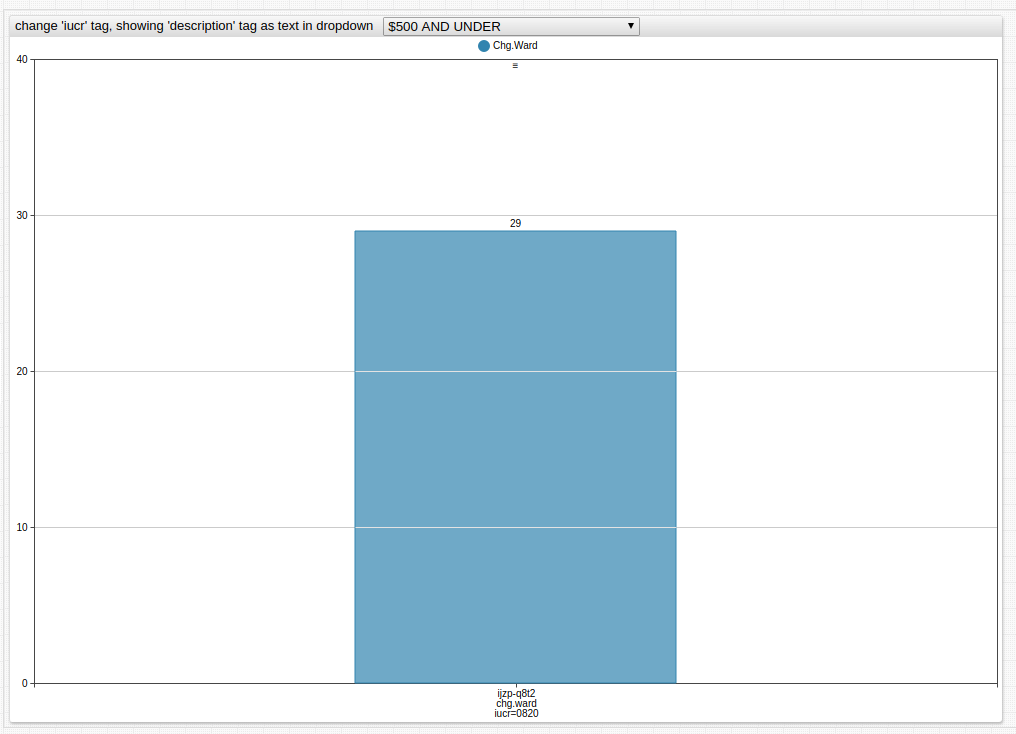 change 'iucr' tag, showing 'description' tag as text in dropdown $500 AND UNDER
Chg.Ward
40
30
29
20
10
0
ijzp-q8t2
chg.ward
iucr=0820